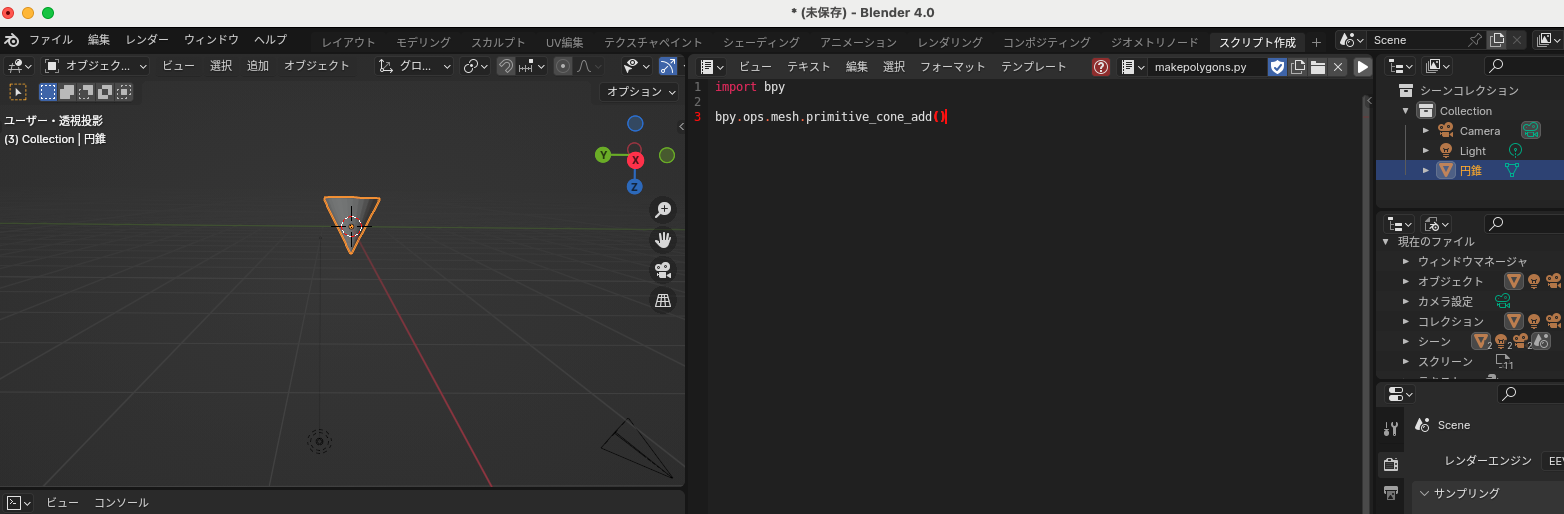 * (未保存) - Blender 4.0
ファイル 編集 レンダー ウィンドウ ヘルプ レイアウト モデリング スカルプト UV編集 テクスチャペイント シェーディング アニメーション レンダリング コンポジティング ジオメトリノード スクリプト作成 + Scene
オブジェク... ビュー 選択 追加 オブジェクト グロ...
ビュー テキスト 編集 選択 フォーマット テンプレート makepolygons.py
オプション
ユーザー・透視投影
(3) Collection | 円錐
Y X
Z
1 import bpy
2
3 bpy.ops.mesh.primitive_cone_add()
シーンコレクション
Collection
Camera
Light
円錐
現在のファイル
ウィンドウマネージャ
オブジェクト
カメラ設定
コレクション
シーン 2 2 2
スクリーン 11
Scene
レンダーエンジン EE
サンプリング
ビュー コンソール